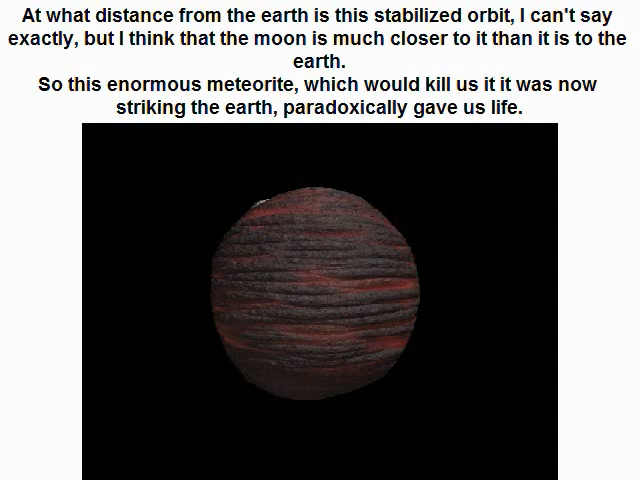 At what distance from the earth is this stabilized orbit, I can't say
exactly, but I think that the moon is much closer to it than it is to the
earth.
So this enormous meteorite, which would kill us it it was now
striking the earth, paradoxically gave us life.